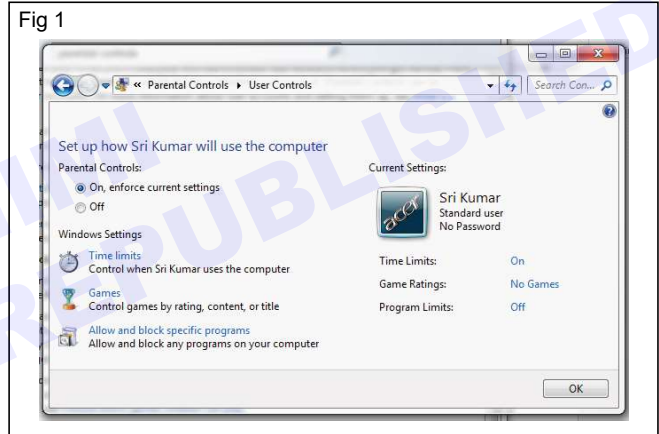 Fig 1
parental controls
« Parental Controls ▸ User Controls
Search Con...
Set up how Sri Kumar will use the computer
Parental Controls:
On, enforce current settings
Off
Windows Settings
Time limits
Control when Sri Kumar uses the computer
Games
Control games by rating, content, or title
Allow and block specific programs
Allow and block any programs on your computer
Current Settings:
acer
Sri Kumar
Standard user
No Password
Time Limits: On
Game Ratings: No Games
Program Limits: Off
OK
NIMI
REPUBLISHED